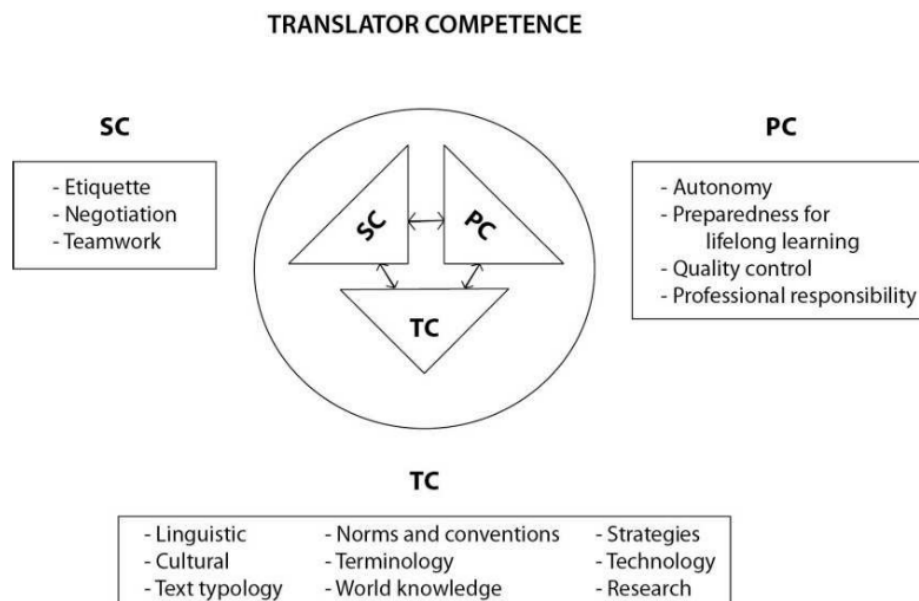 TRANSLATOR COMPETENCE
SC
- Etiquette
- Negotiation
- Teamwork
PC
- Autonomy
- Preparedness for
lifelong learning
- Quality control
- Professional responsibility
SC
PC
TC
TC
- Linguistic
- Cultural
- Text typology
- Norms and conventions
- Terminology
- World knowledge
- Strategies
- Technology
- Research